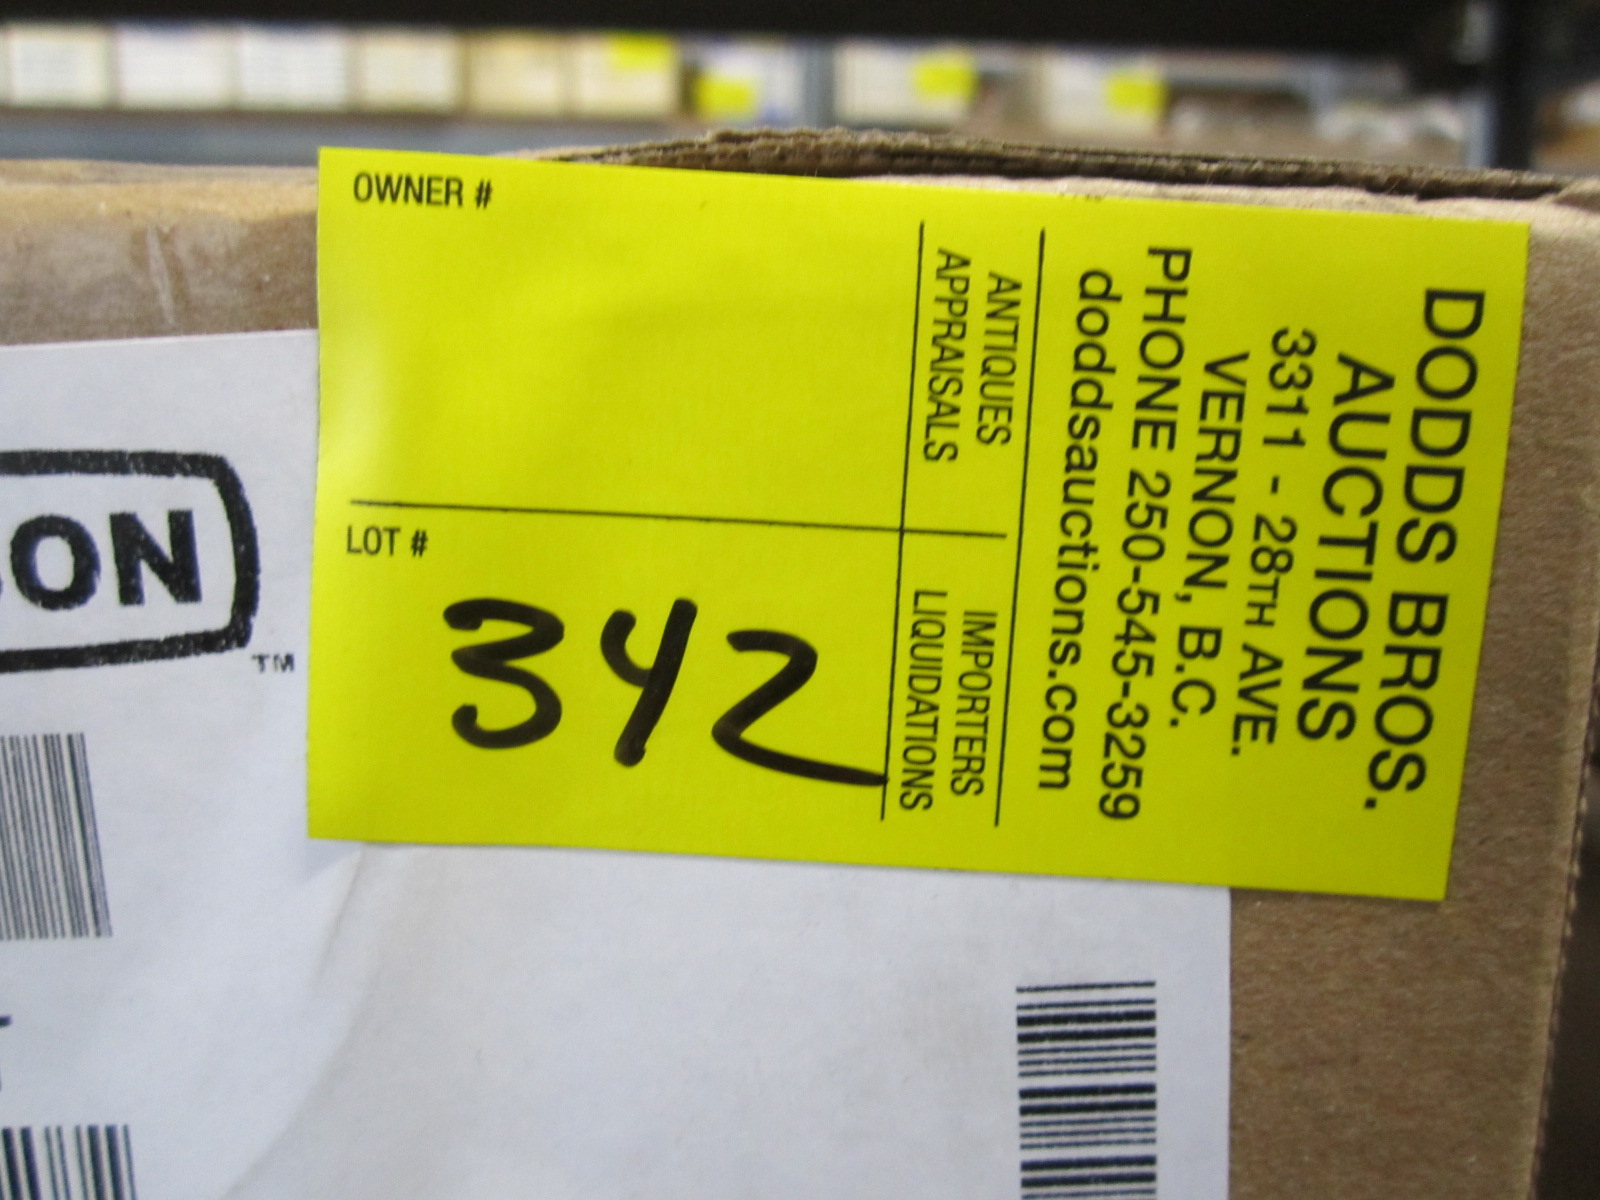 OWNER #
LOT #
342
ANTIQUES
APPRAISALS
IMPORTERS
LIQUIDATIONS
DODDS BROS.
AUCTIONS
3311 - 28TH AVE.
VERNON, B.C.
PHONE 250-545-3259
doddsauctions.com
ON
TM